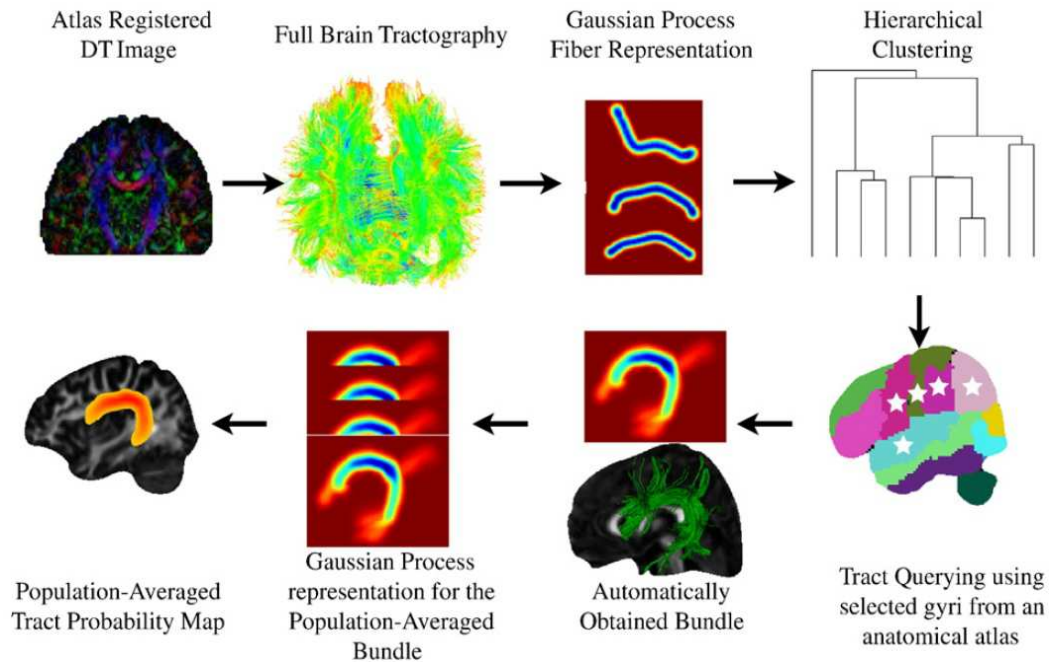 Atlas Registered
DT Image
Full Brain Tractography
Gaussian Process
Fiber Representation
Hierarchical
Clustering
Population-Averaged
Tract Probability Map
Gaussian Process
representation for the
Population-Averaged
Bundle
Automatically
Obtained Bundle
Tract Querying using
selected gyri from an
anatomical atlas